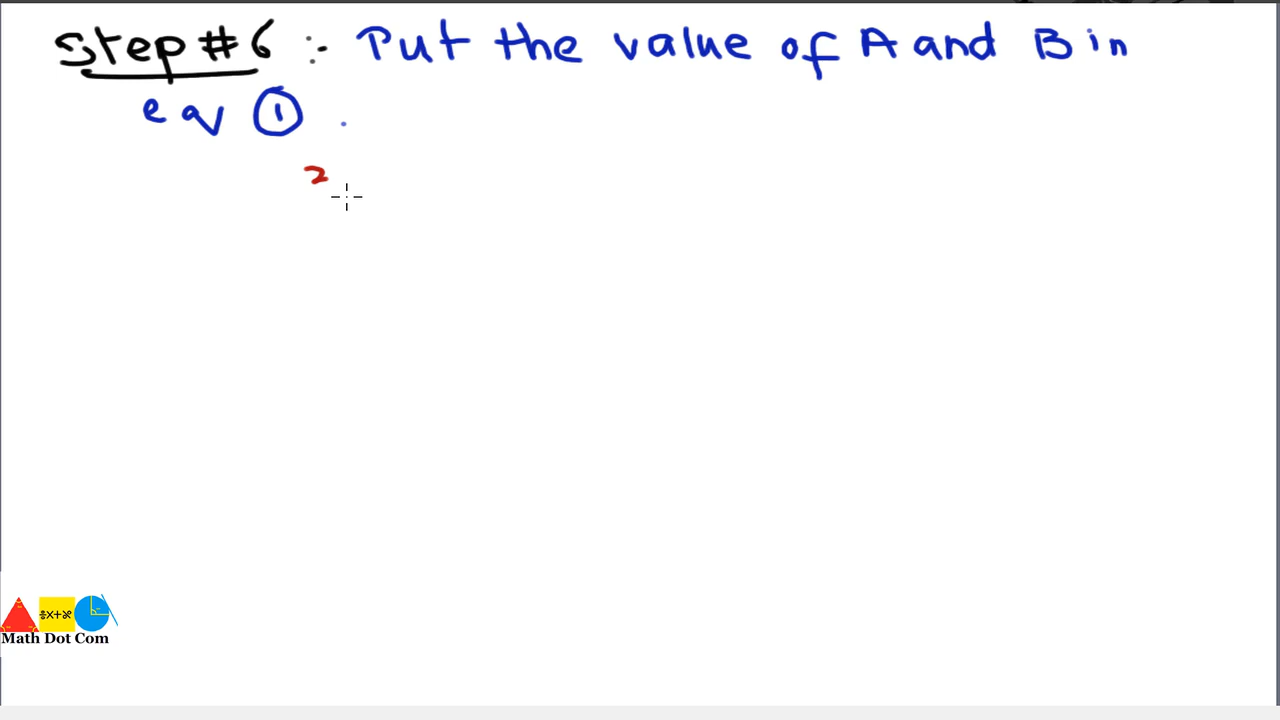 Step #6 :- Put the value of A and B in
eq ① .
2
÷x+
Math Dot Com